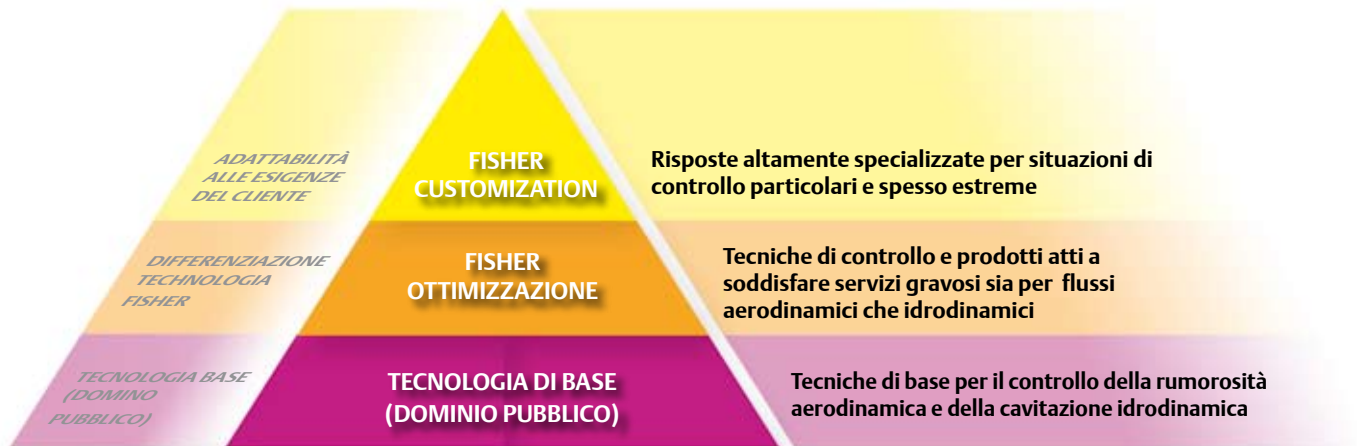 ADATTABILITÀ
ALLE ESIGENZE
DEL CLIENTE
FISHER
CUSTOMIZATION
Risposte altamente specializzate per situazioni di
controllo particolari e spesso estreme
DIFFERENZIAZIONE
TECHNOLOGIA
FISHER
FISHER
OTTIMIZZAZIONE
Tecniche di controllo e prodotti atti a
soddisfare servizi gravosi sia per flussi
aerodinamici che idrodinamici
TECNOLOGIA BASE
(DOMINO
PUBBLICO)
TECNOLOGIA DI BASE
(DOMINIO PUBBLICO)
Tecniche di base per il controllo della rumorosità
aerodinamica e della cavitazione idrodinamica